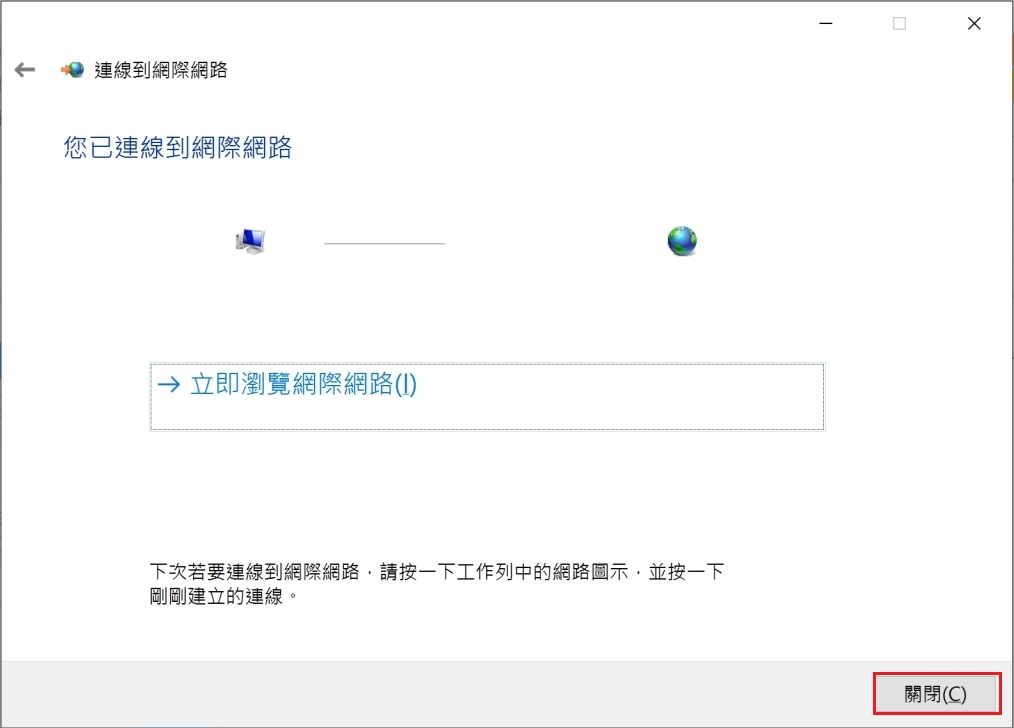 連線到網際網路
您已連線到網際網路
→ 立即瀏覽網際網路(I)
下次若要連線到網際網路，請按一下工作列中的網路圖示，並按一下
剛剛建立的連線。
關閉(C)